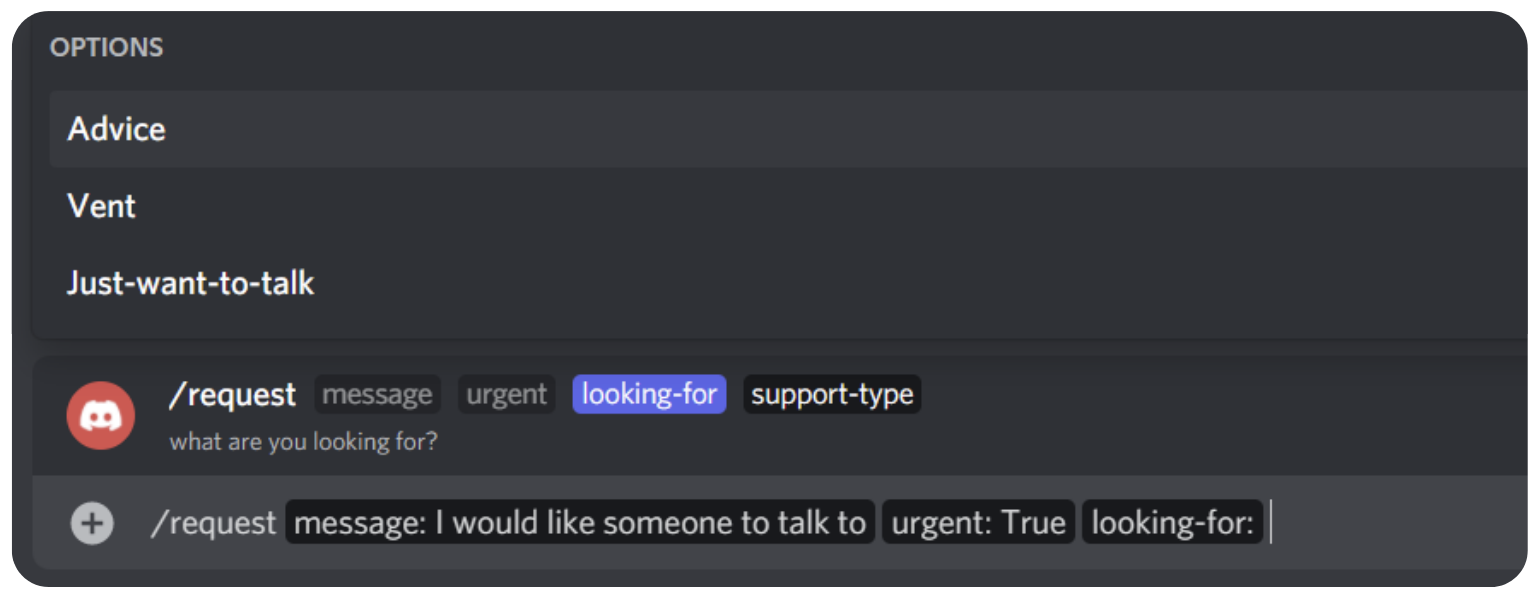 OPTIONS
Advice
Vent
Just-want-to-talk
/request message urgent looking-for support-type
what are you looking for?
/request message: I would like someone to talk to urgent: True looking-for: